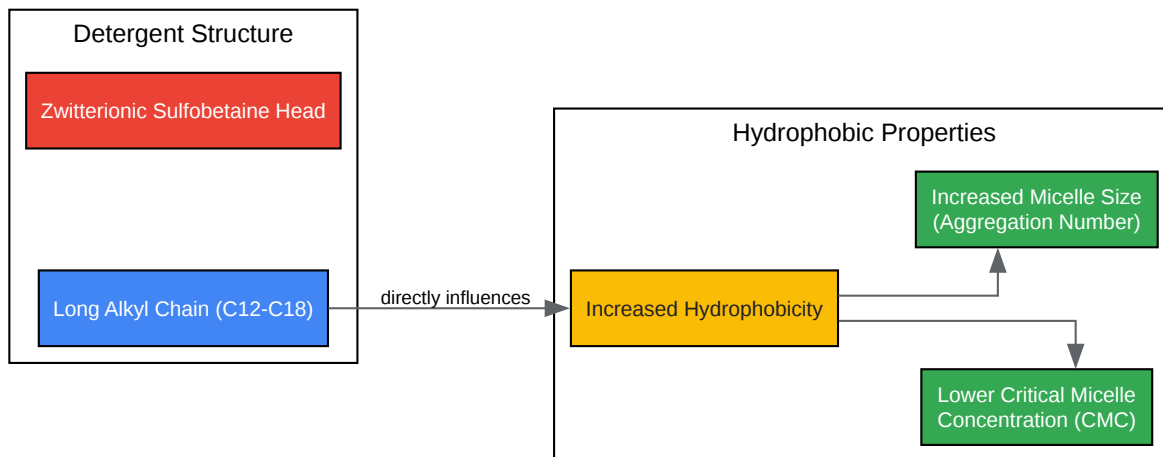 Detergent Structure
Zwitterionic Sulfobetaine Head
Long Alkyl Chain (C12-C18)
directly influences
Hydrophobic Properties
Increased Hydrophobicity
Increased Micelle Size
(Aggregation Number)
Lower Critical Micelle
Concentration (CMC)